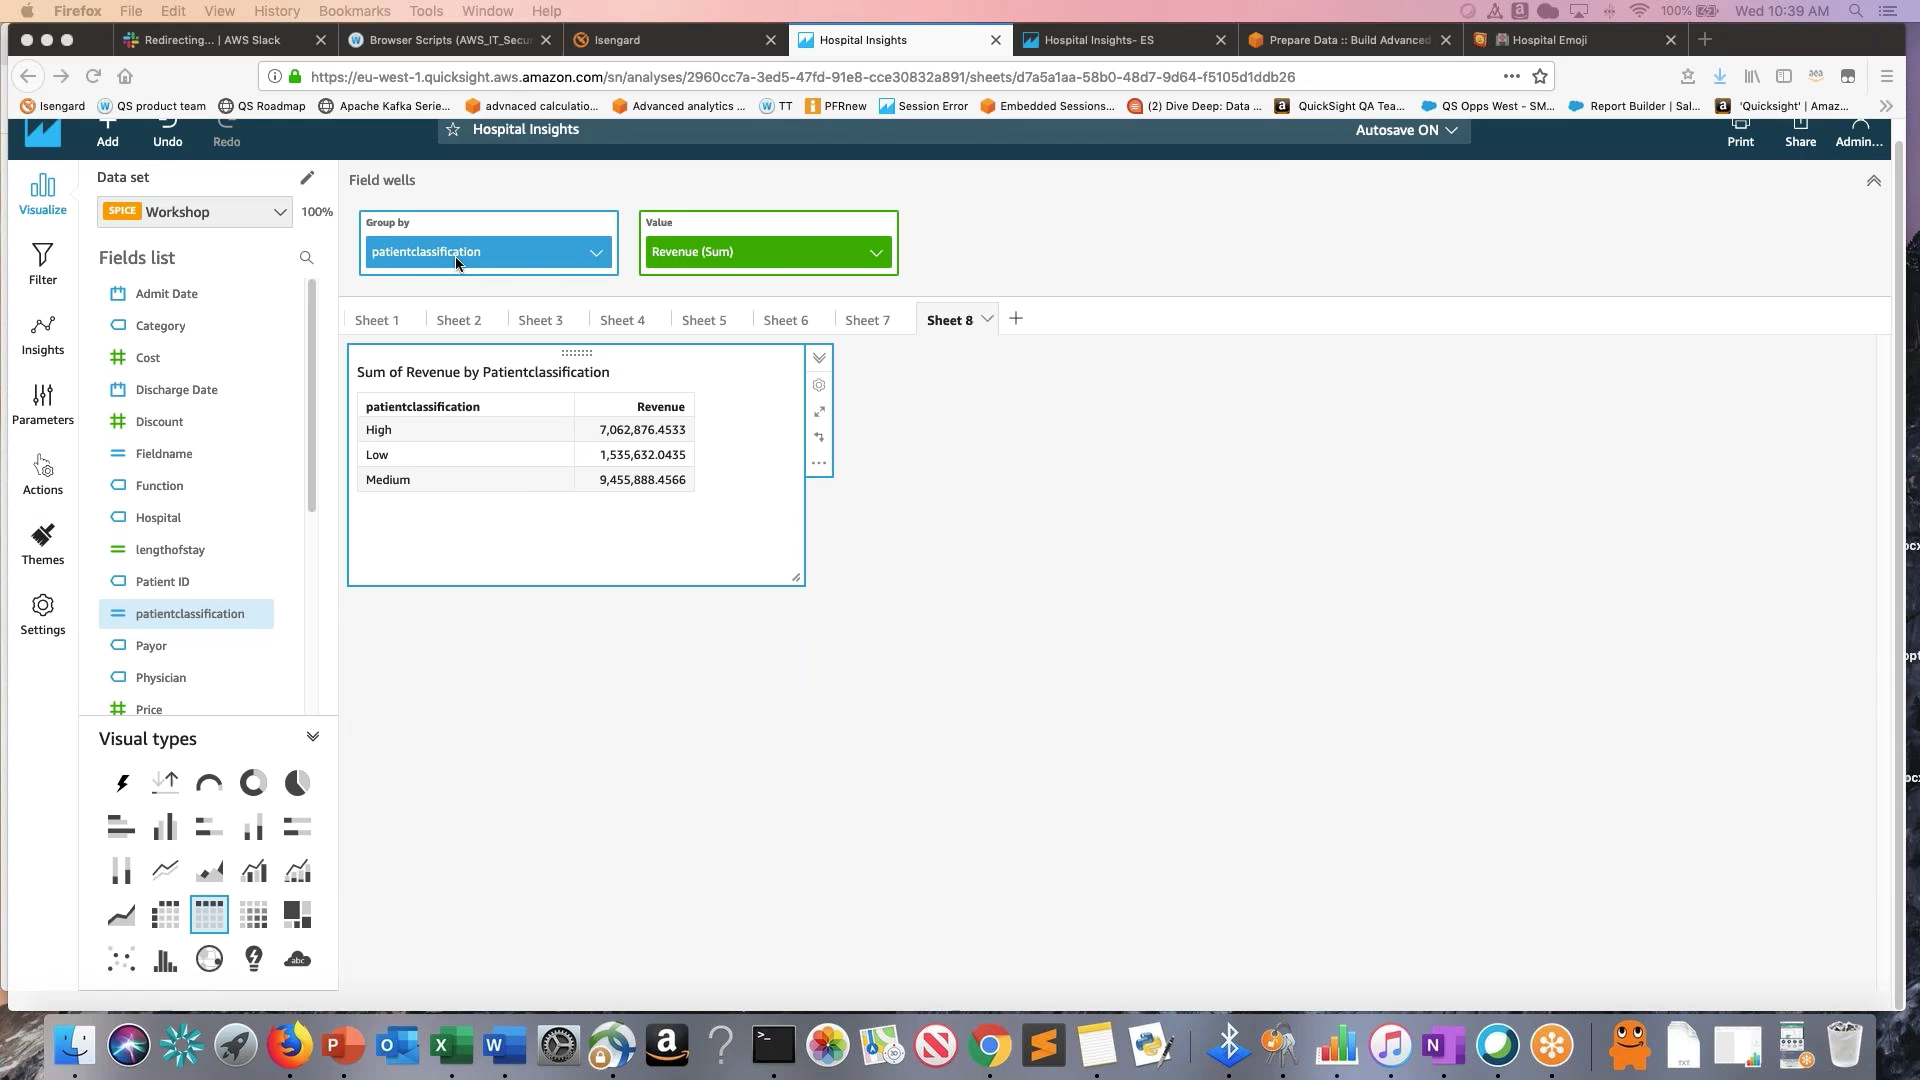 Firefox File Edit View History Bookmarks Tools Window Help 100% Wed 10:39 AM
Redirecting... | AWS Slack
Browser Scripts (AWS_IT_Secur
Isengard
Hospital Insights
Hospital Insights- ES
Prepare Data :: Build Advanced
Hospital Emoji
https://eu-west-1.quicksight.aws.amazon.com/sn/analyses/2960cc7a-3ed5-47fd-91e8-cce30832a891/sheets/d7a5a1aa-58b0-48d7-9d64-f5105d1ddb26
Isengard QS product team QS Roadmap Apache Kafka Serie... advnaced calculatio... Advanced analytics ... TT PFRnew Session Error Embedded Sessions... (2) Dive Deep: Data ... QuickSight QA Tea... QS Opps West - SM... Report Builder | Sal... 'Quicksight' | Amaz...
Add Undo Redo
Hospital Insights
Autosave ON
Print Share Admin...
Visualize
Filter
Insights
Parameters
Actions
Themes
Settings
Data set
SPICE Workshop 100%
Fields list
Admit Date
Category
Cost
Discharge Date
Discount
Fieldname
Function
Hospital
lengthofstay
Patient ID
patientclassification
Payor
Physician
Price
Visual types
abc
Field wells
Group by
patientclassification
Value
Revenue (Sum)
Sheet 1 Sheet 2 Sheet 3 Sheet 4 Sheet 5 Sheet 6 Sheet 7 Sheet 8
Sum of Revenue by Patientclassification
patientclassification Revenue
High 7,062,876.4533
Low 1,535,632.0435
Medium 9,455,888.4566